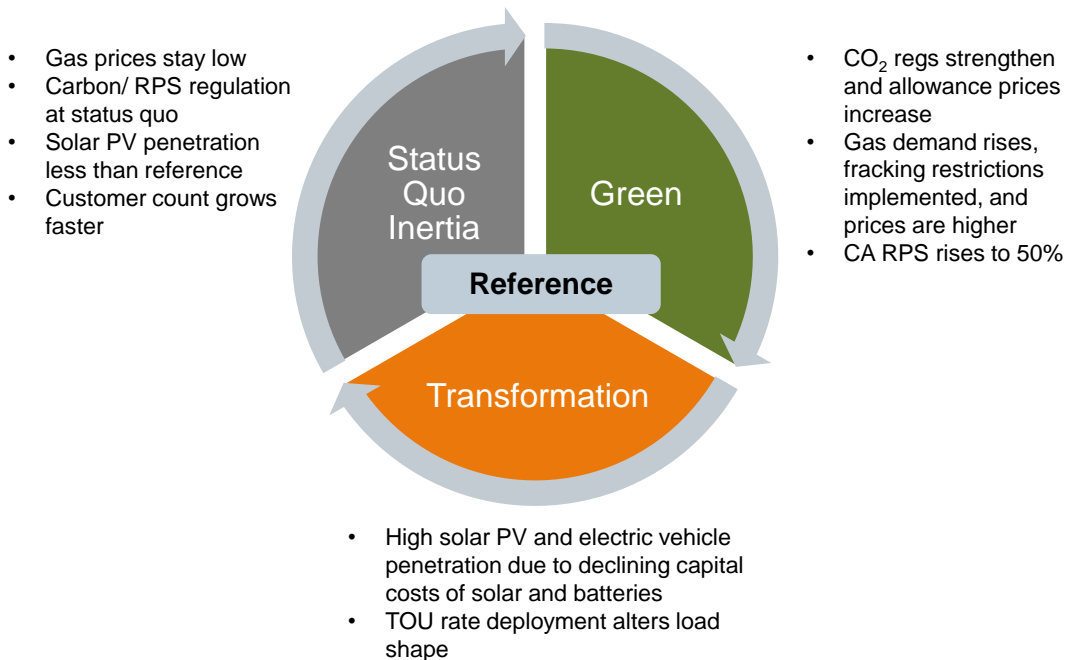 • Gas prices stay low
• Carbon/ RPS regulation
at status quo
• Solar PV penetration
less than reference
• Customer count grows
faster
Status
Quo
Inertia
Green
Reference
Transformation
• CO₂ regs strengthen
and allowance prices
increase
• Gas demand rises,
fracking restrictions
implemented, and
prices are higher
• CA RPS rises to 50%
• High solar PV and electric vehicle
penetration due to declining capital
costs of solar and batteries
• TOU rate deployment alters load
shape